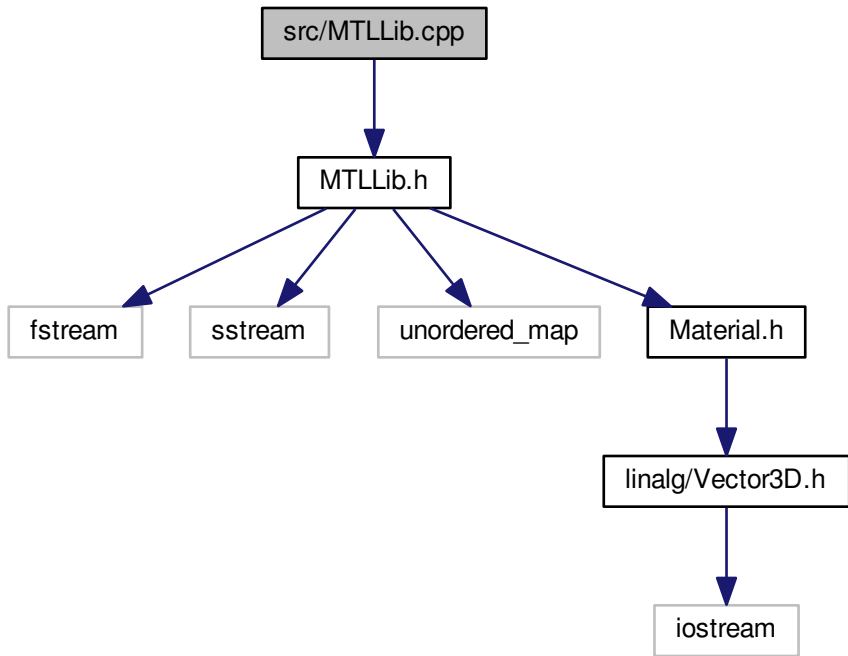 src/MTLLib.cpp
MTLLib.h
fstream
sstream
unordered_map
Material.h
linalg/Vector3D.h
iostream